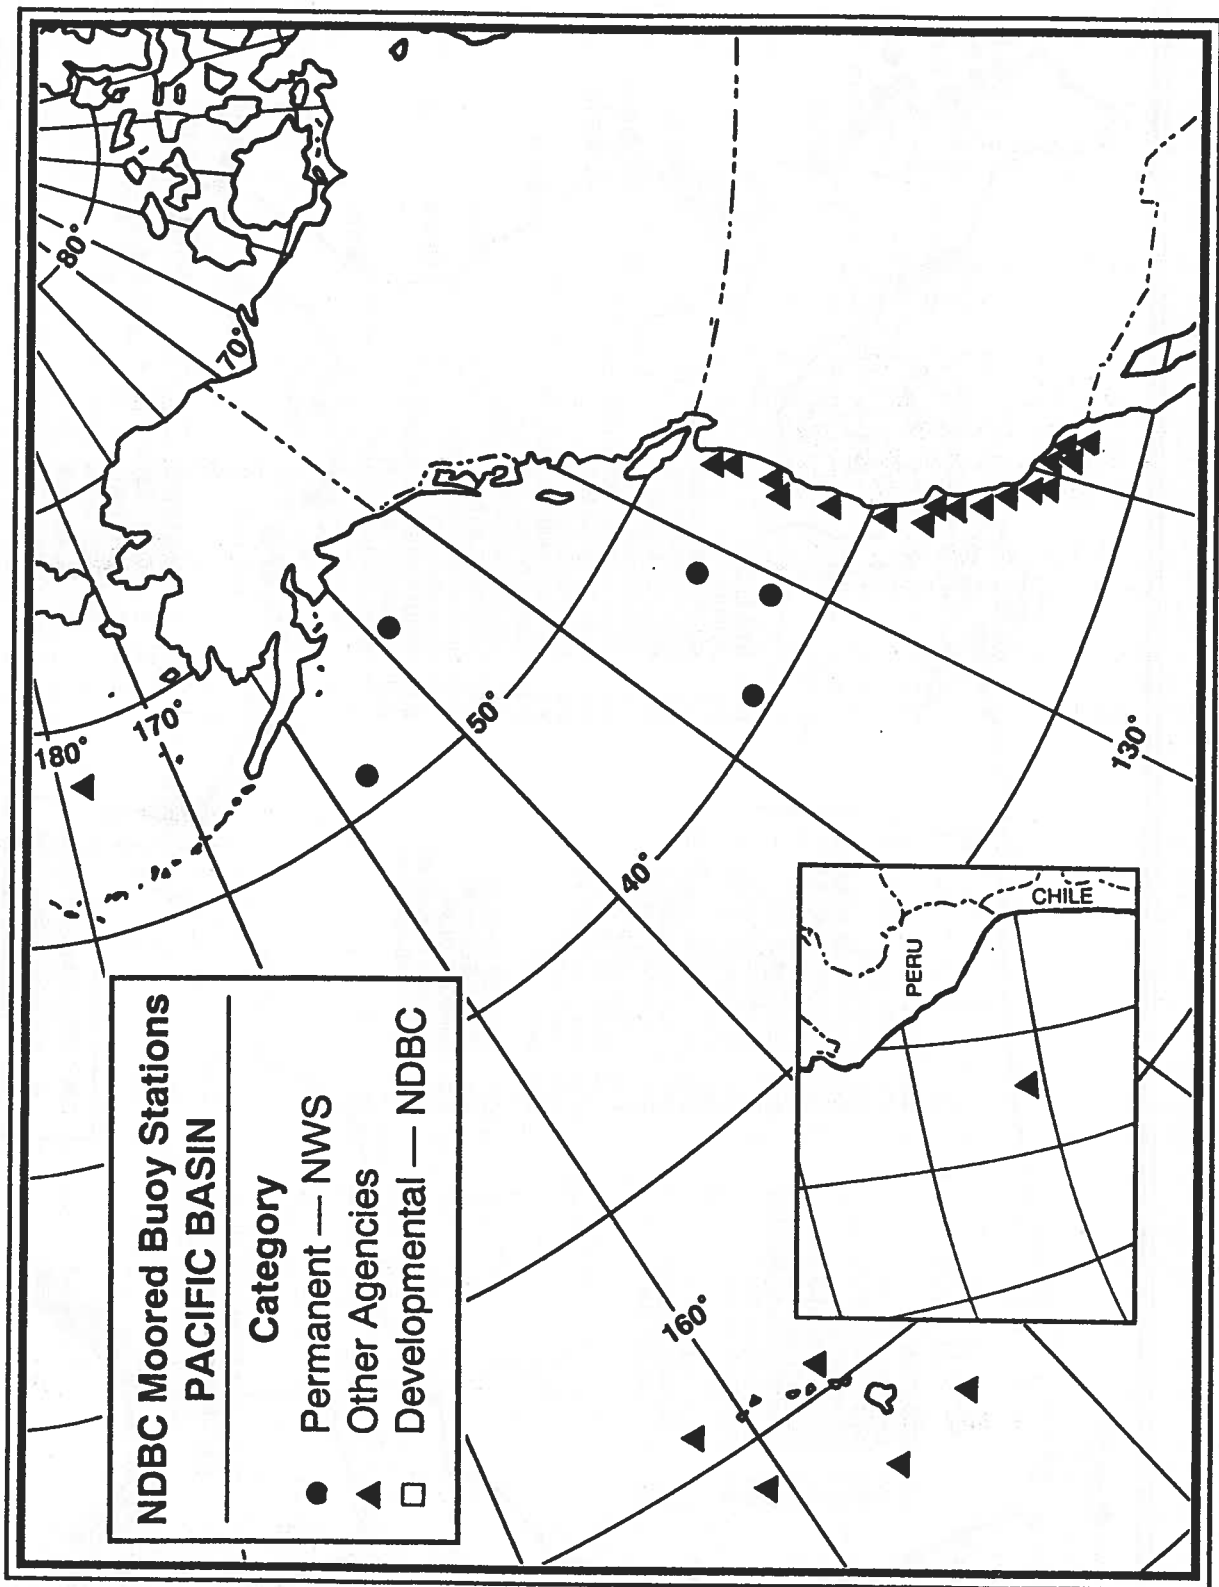 NDBC Moored Buoy Stations
PACIFIC BASIN
Category
Permanent — NWS
Other Agencies
Developmental — NDBC
80°
70°
180°
170°
50°
40°
130°
160°
PERU
CHILE